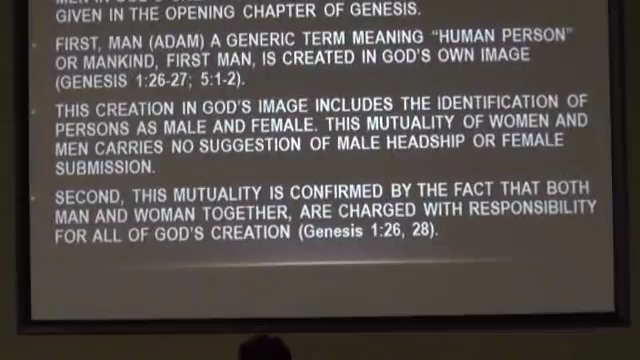 MEN IN GOD'S
GIVEN IN THE OPENING CHAPTER OF GENESIS.
FIRST, MAN (ADAM) A GENERIC TERM MEANING "HUMAN PERSON"
OR MANKIND, FIRST MAN, IS CREATED IN GOD'S OWN IMAGE
(GENESIS 1:26-27; 5:1-2).
THIS CREATION IN GOD'S IMAGE INCLUDES THE IDENTIFICATION OF
PERSONS AS MALE AND FEMALE. THIS MUTUALITY OF WOMEN AND
MEN CARRIES NO SUGGESTION OF MALE HEADSHIP OR FEMALE
SUBMISSION.
SECOND, THIS MUTUALITY IS CONFIRMED BY THE FACT THAT BOTH
MAN AND WOMAN TOGETHER, ARE CHARGED WITH RESPONSIBILITY
FOR ALL OF GOD'S CREATION (Genesis 1:26, 28).